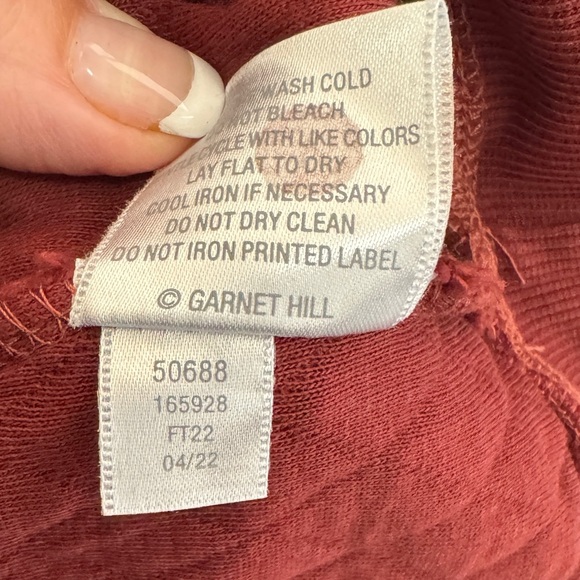 WASH COLD
NOT BLEACH
CYCLE WITH LIKE COLORS
LAY FLAT TO DRY
COOL IRON IF NECESSARY
DO NOT DRY CLEAN
DO NOT IRON PRINTED LABEL
© GARNET HILL
50688
165928
FT22
04/22